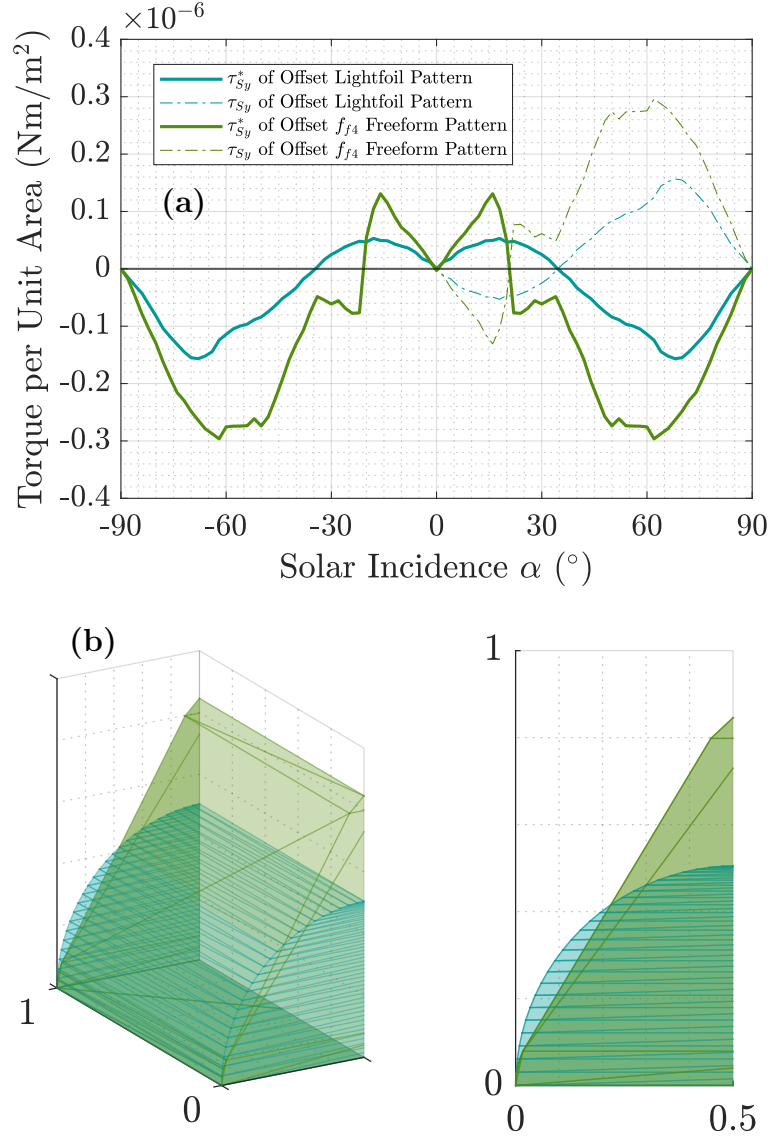 ×10⁻⁶
0.4
0.3
0.2
0.1
0
-0.1
-0.2
-0.3
-0.4
Torque per Unit Area (Nm/m²)
τ*Sy of Offset Lightfoil Pattern
τSy of Offset Lightfoil Pattern
τ*Sy of Offset ff4 Freeform Pattern
τSy of Offset ff4 Freeform Pattern
(a)
-90 -60 -30 0 30 60 90
Solar Incidence α (°)
(b)
1
0
1
0
0 0.5